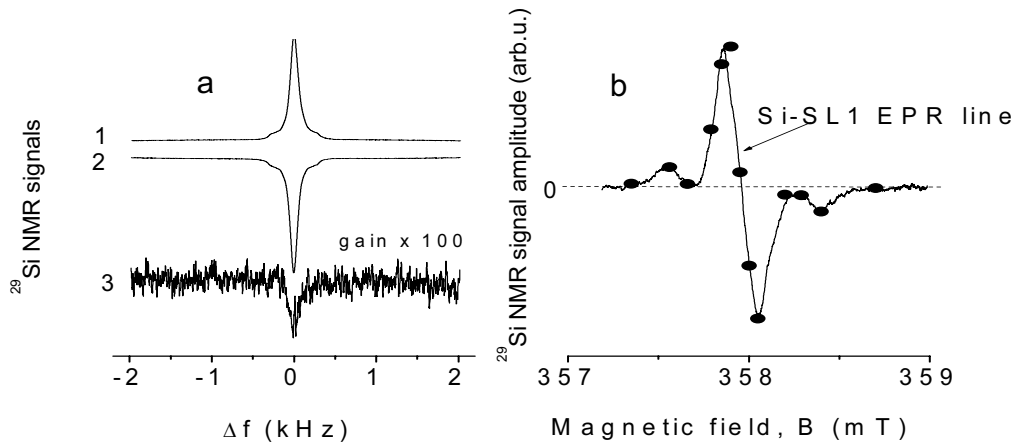 a
1
2
3
gain x 100
²⁹Si NMR signals
-2 -1 0 1 2
Δf (kHz)
b
Si-SL1 EPR line
0
²⁹Si NMR signal amplitude (arb.u.)
357 358 359
Magnetic field, B (mT)